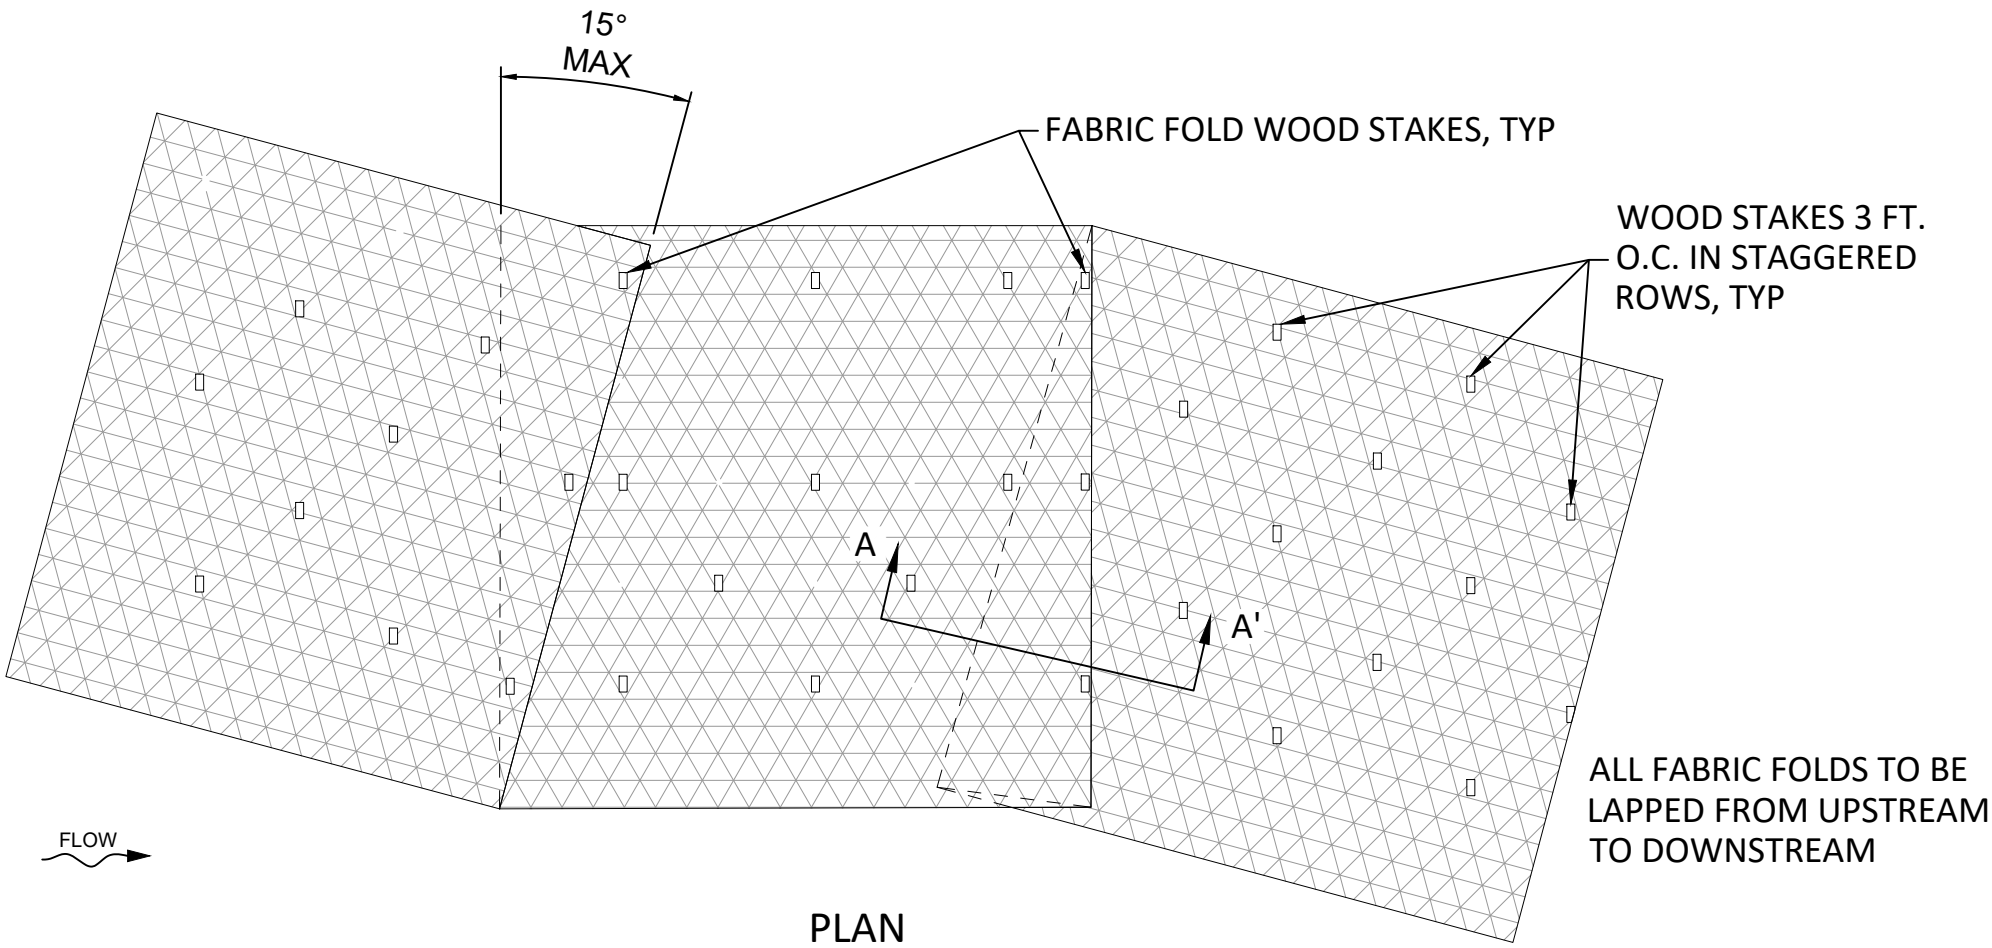 15°
MAX
FABRIC FOLD WOOD STAKES, TYP
WOOD STAKES 3 FT.
O.C. IN STAGGERED
ROWS, TYP
A
A'
ALL FABRIC FOLDS TO BE
LAPPED FROM UPSTREAM
TO DOWNSTREAM
FLOW
PLAN